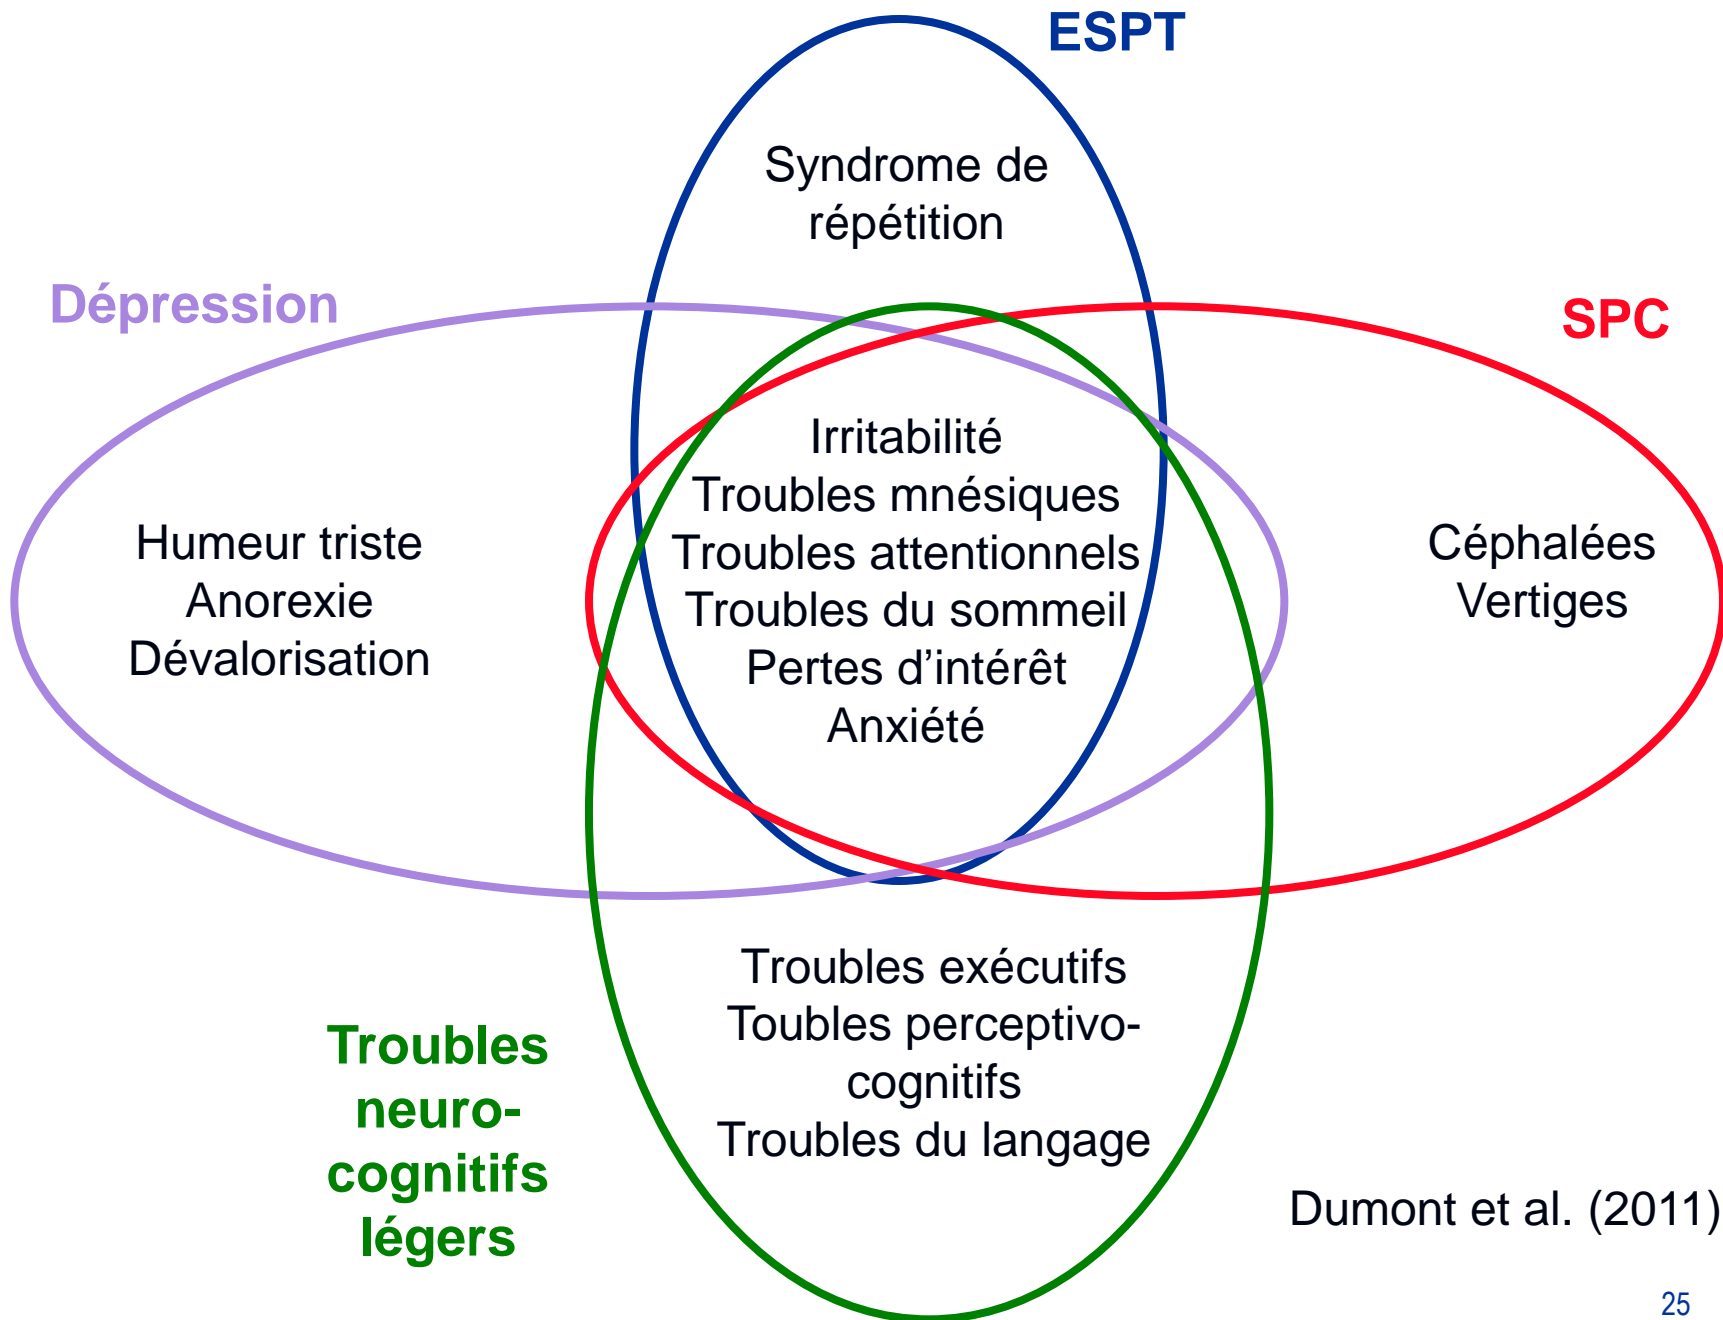 ESPT
Syndrome de
répétition
Dépression
SPC
Irritabilité
Troubles mnésiques
Troubles attentionnels
Troubles du sommeil
Pertes d’intérêt
Anxiété
Humeur triste
Anorexie
Dévalorisation
Céphalées
Vertiges
Troubles exécutifs
Toubles perceptivo-
cognitifs
Troubles du langage
Troubles
neuro-
cognitifs
légers
Dumont et al. (2011)
25